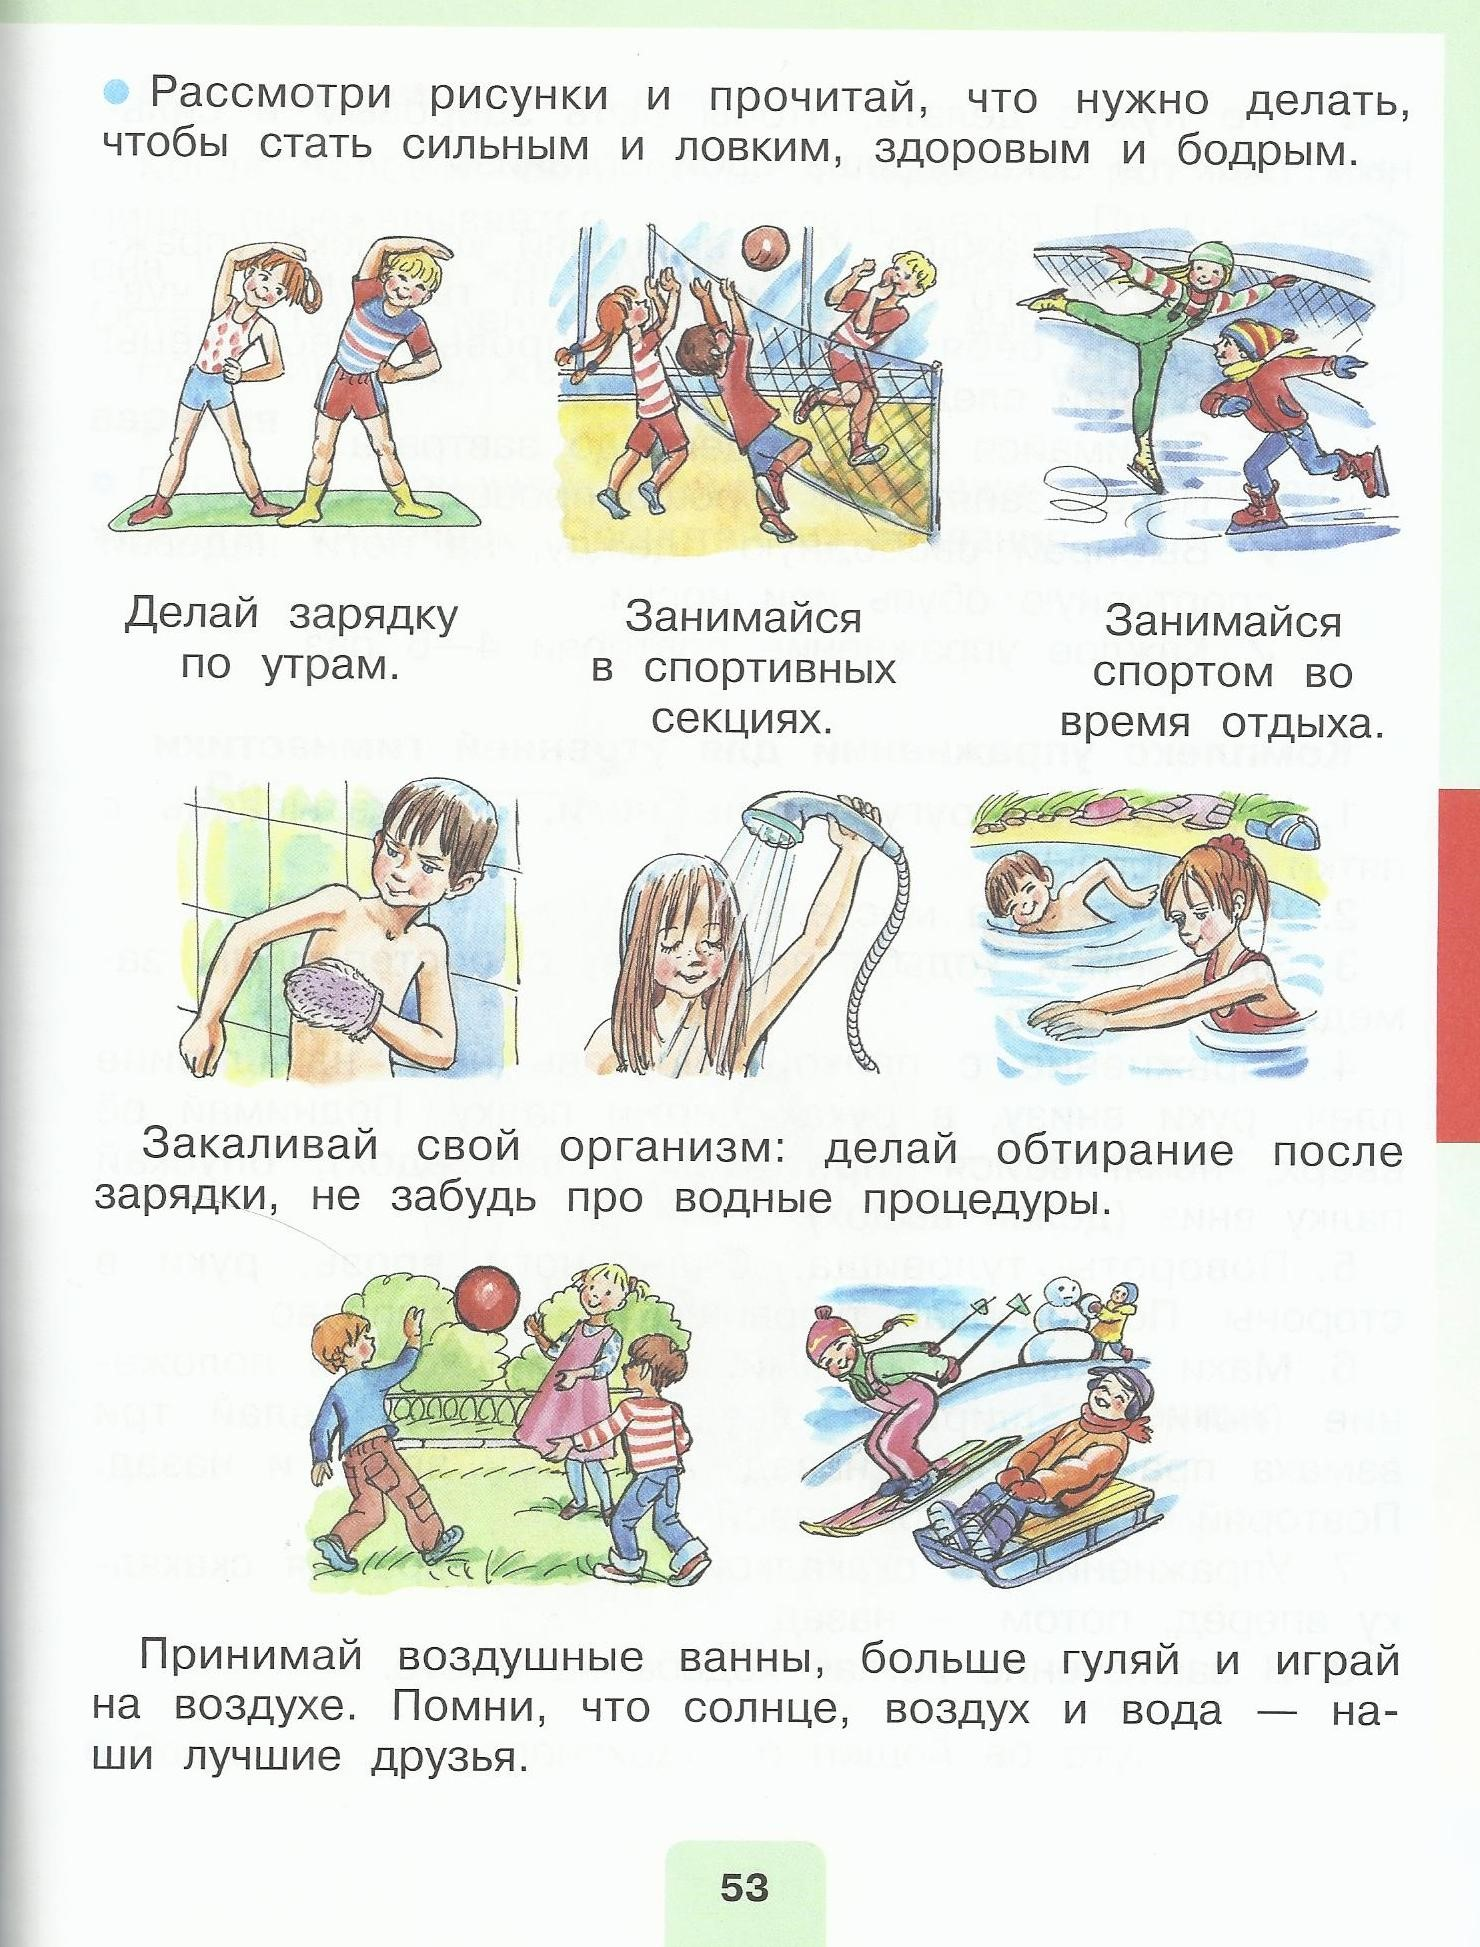 Рассмотри рисунки и прочитай, что нужно делать,
чтобы стать сильным и ловким, здоровым и бодрым.
Делай зарядку
по утрам.
Занимайся
в спортивных
секциях.
Занимайся
спортом во
время отдыха.
Закаливай свой организм: делай обтирание после
зарядки, не забудь про водные процедуры.
Принимай воздушные ванны, больше гуляй и играй
на воздухе. Помни, что солнце, воздух и вода — на-
ши лучшие друзья.
53